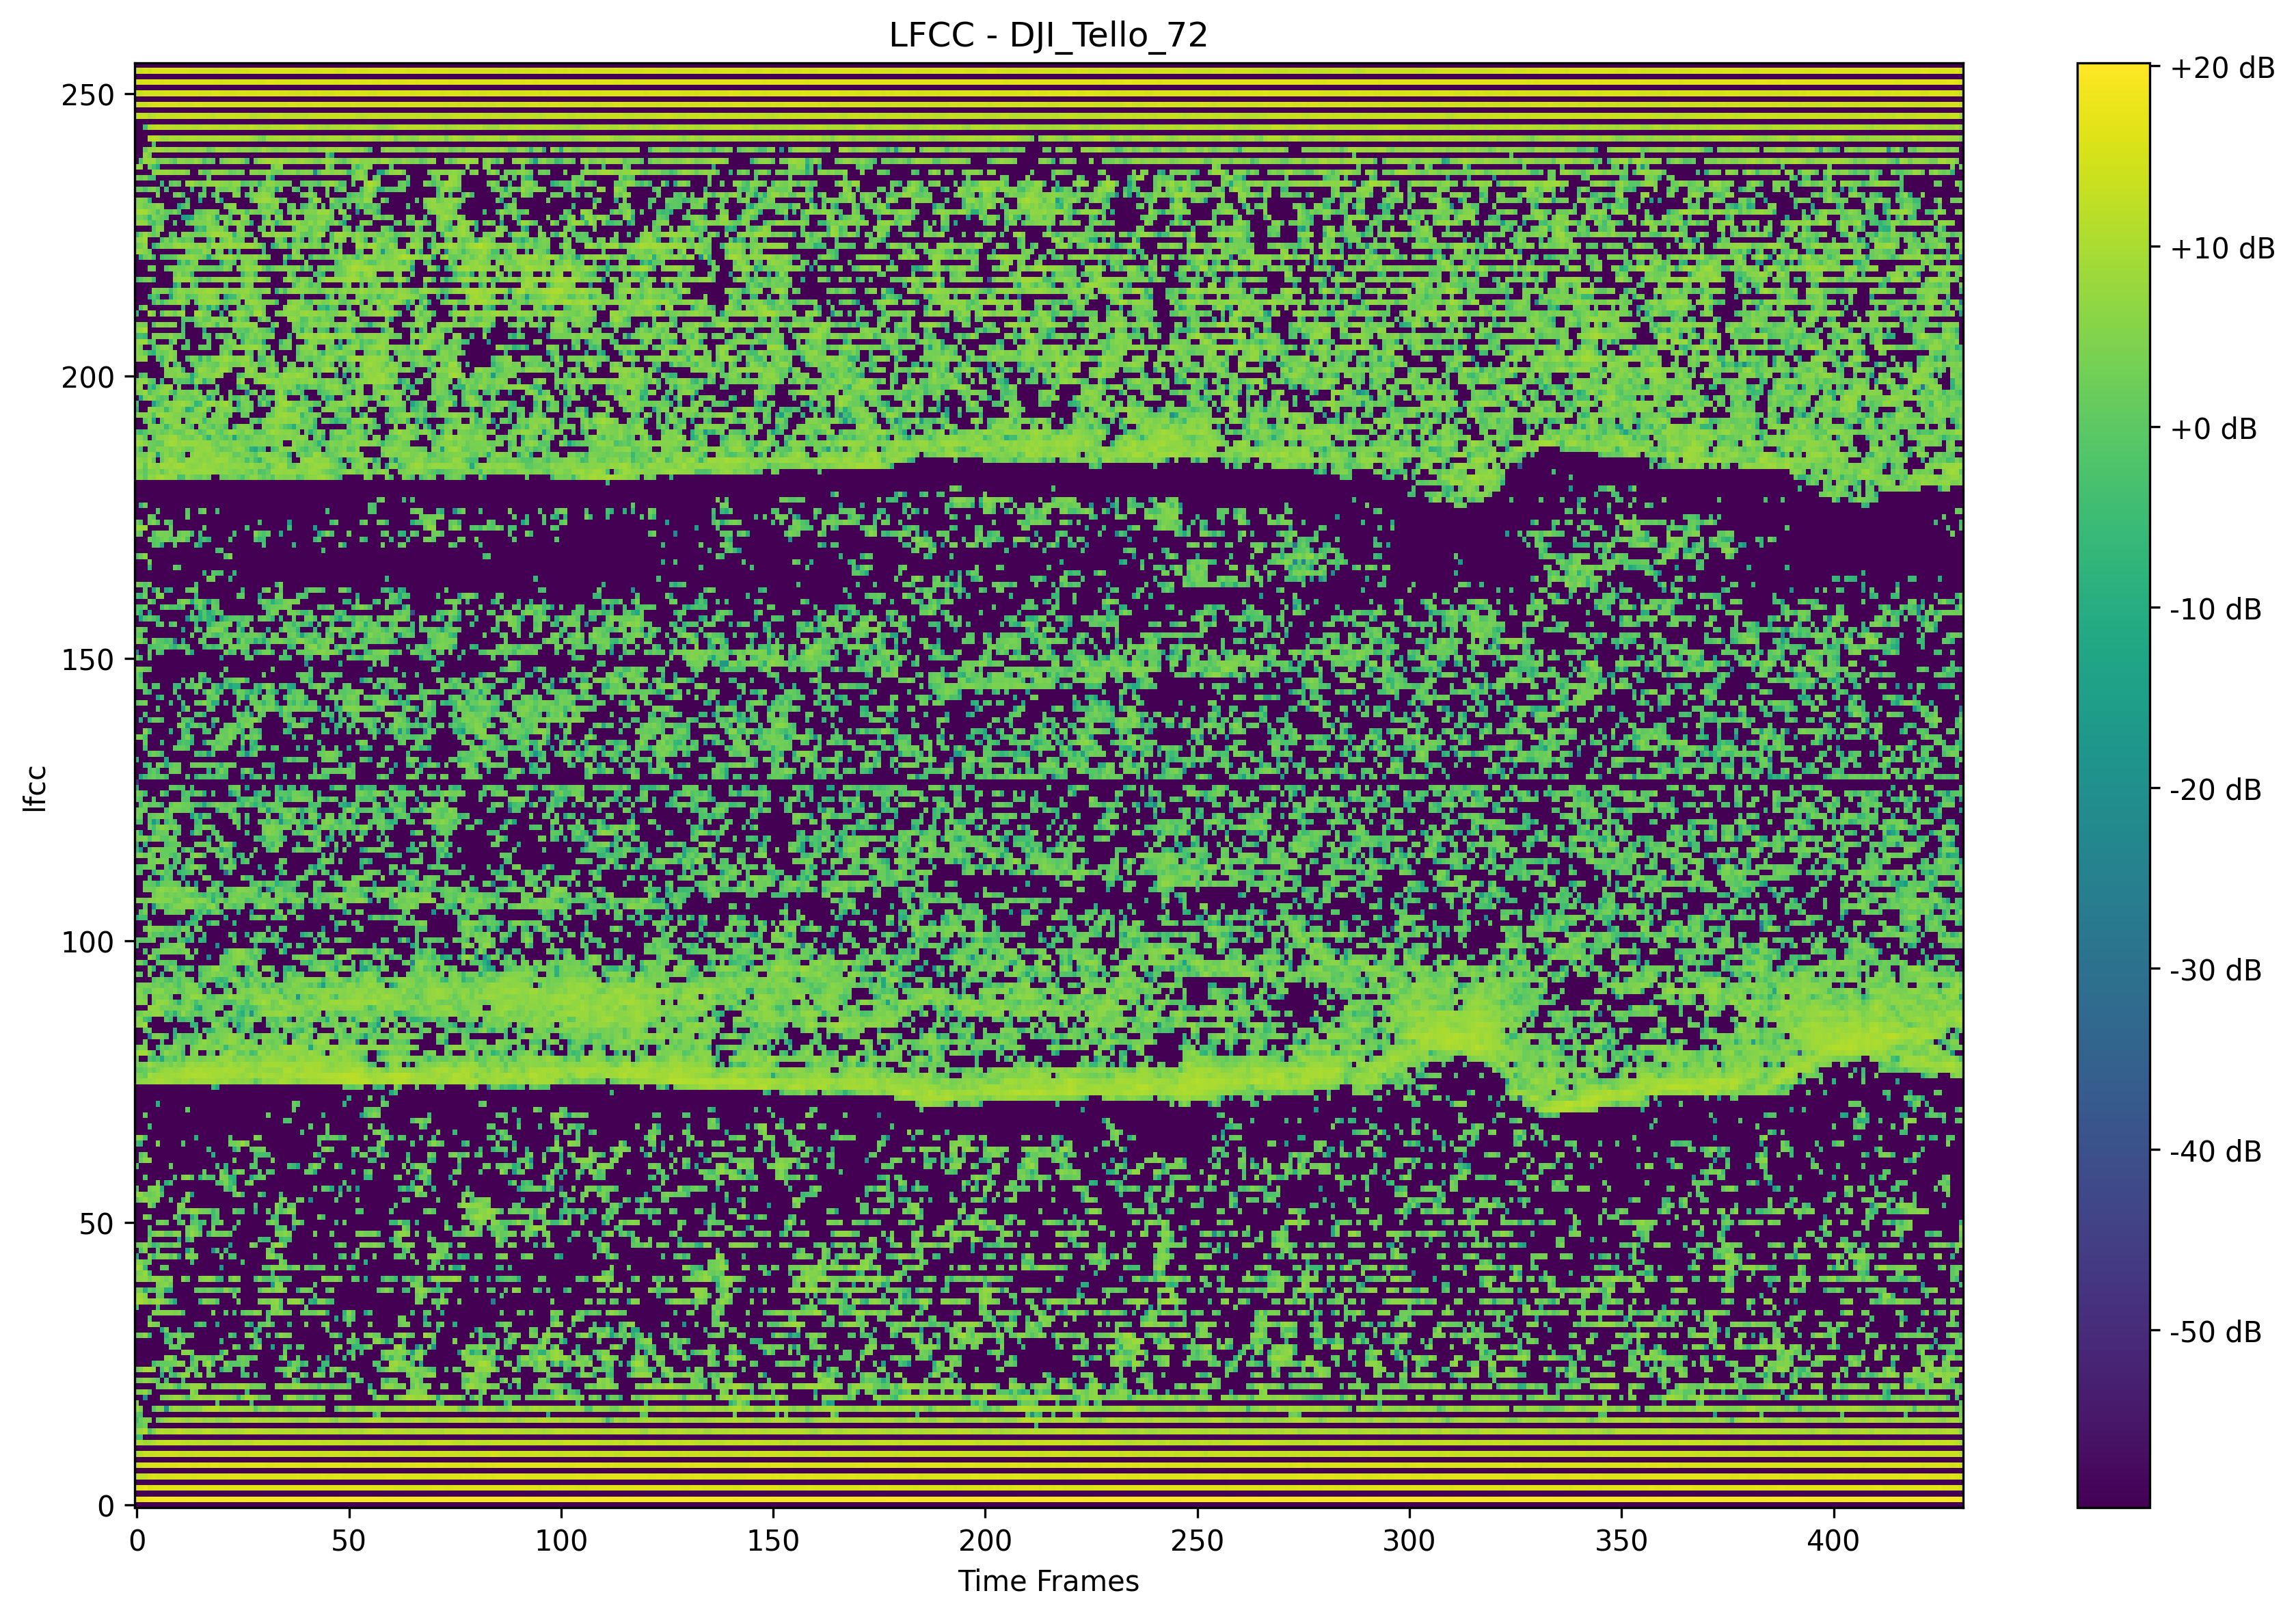 LFCC - DJI_Tello_72
250
200
150
100
50
0
lfcc
0 50 100 150 200 250 300 350 400
Time Frames
+20 dB
+10 dB
+0 dB
-10 dB
-20 dB
-30 dB
-40 dB
-50 dB